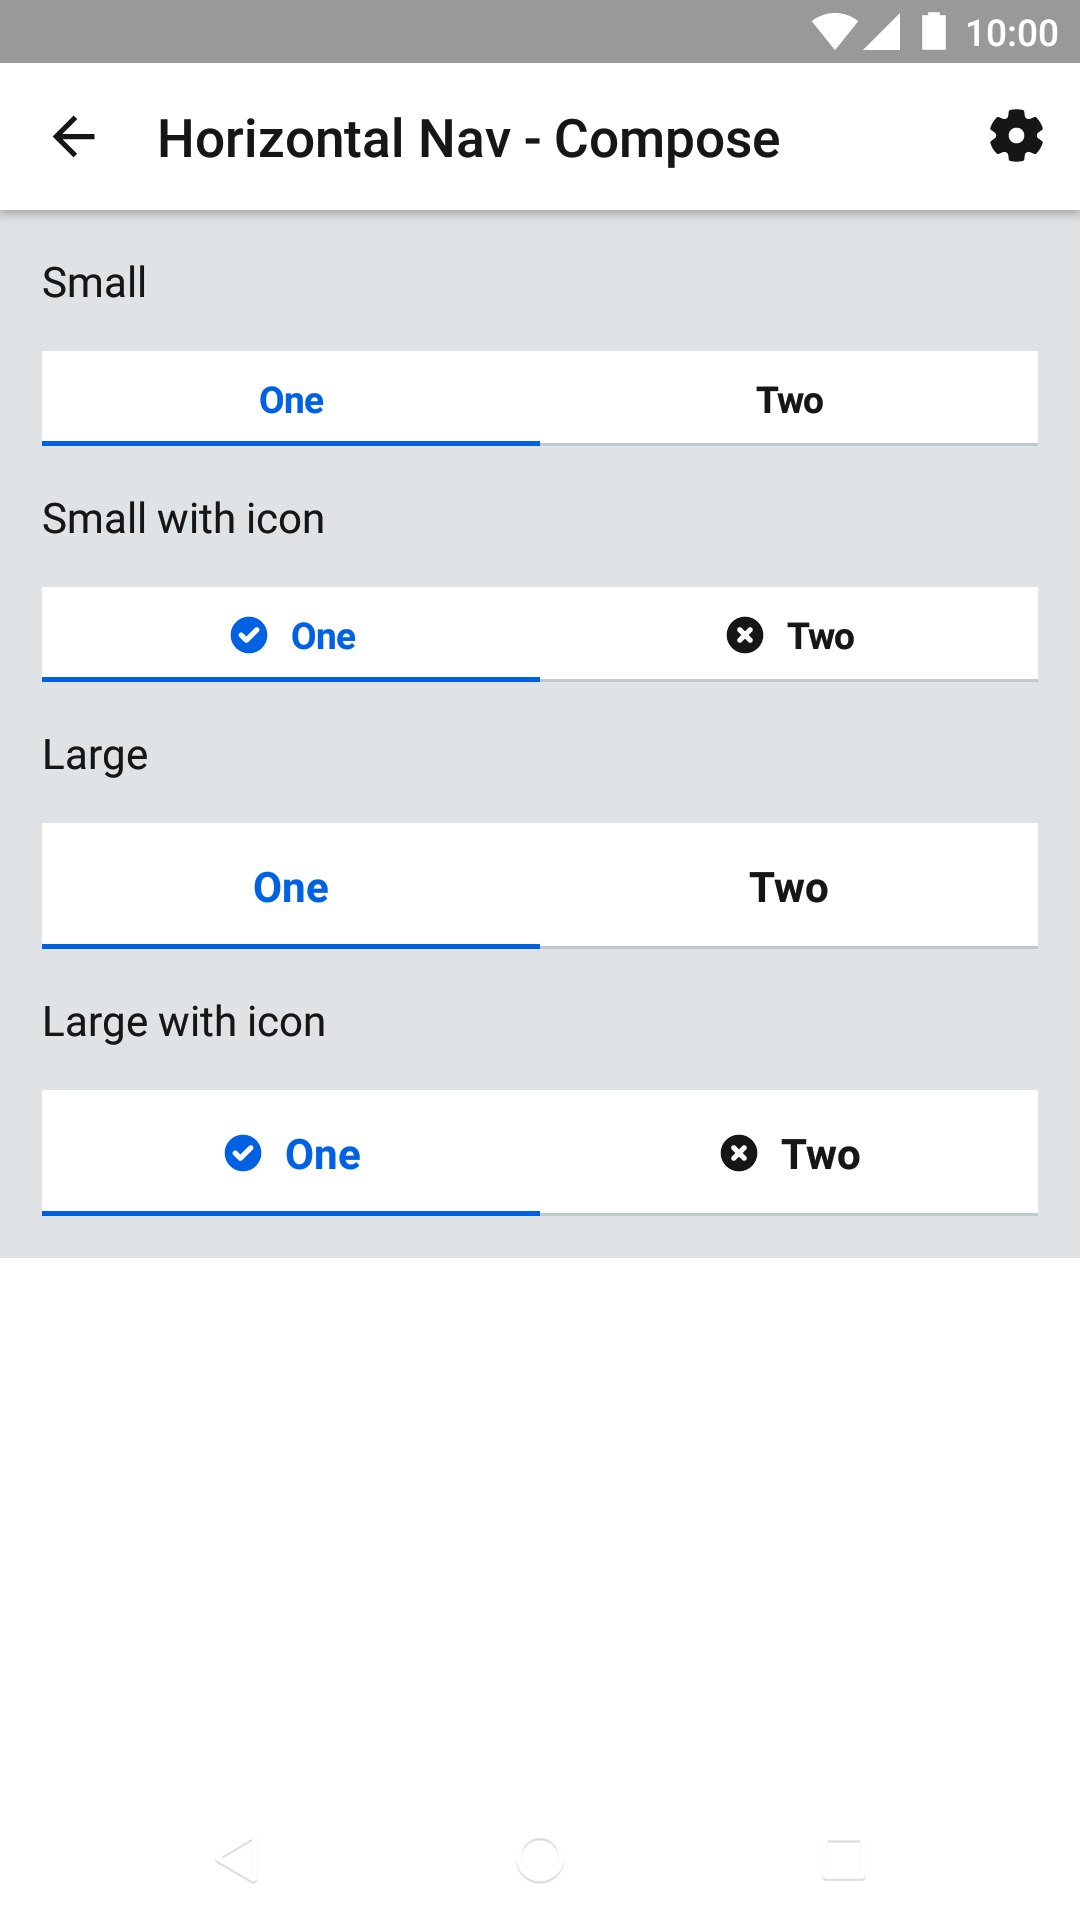 10:00
Horizontal Nav - Compose
Small
One Two
Small with icon
One Two
Large
One Two
Large with icon
One Two